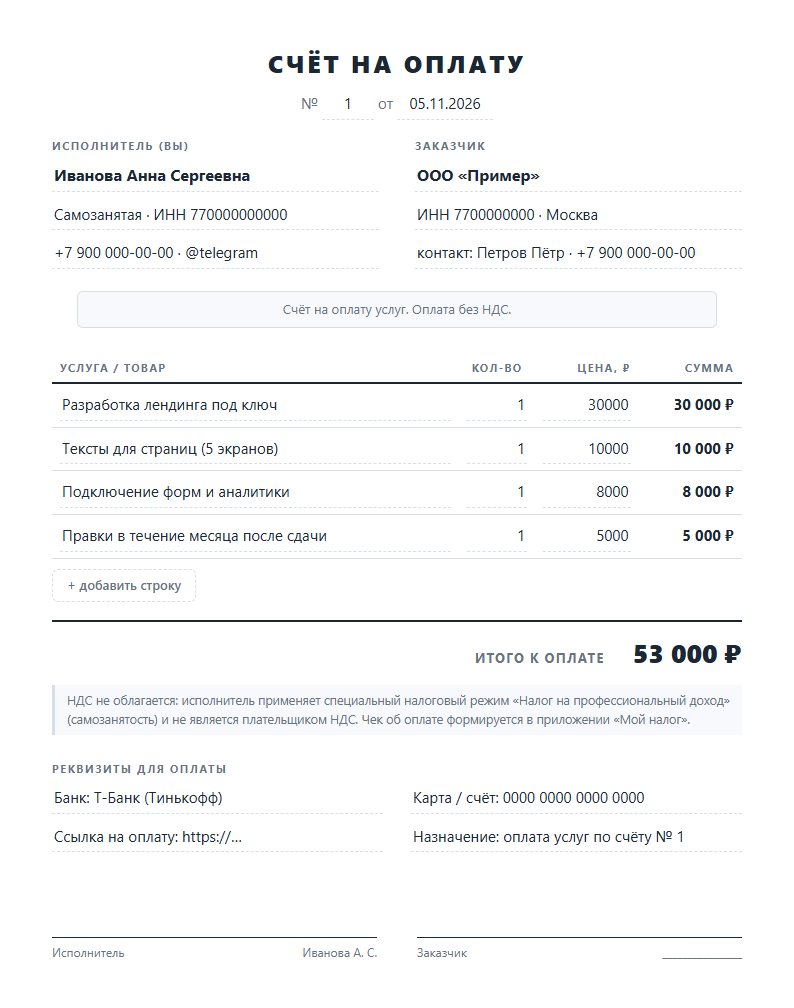 СЧЁТ НА ОПЛАТУ
№ 1 от 05.11.2026
ИСПОЛНИТЕЛЬ (ВЫ)
Иванова Анна Сергеевна
Самозанятая · ИНН 770000000000
+7 900 000-00-00 · @telegram
ЗАКАЗЧИК
ООО «Пример»
ИНН 7700000000 · Москва
контакт: Петров Пётр · +7 900 000-00-00
Счёт на оплату услуг. Оплата без НДС.
УСЛУГА / ТОВАР КОЛ-ВО ЦЕНА, ₽ СУММА
Разработка лендинга под ключ 1 30000 30 000 ₽
Тексты для страниц (5 экранов) 1 10000 10 000 ₽
Подключение форм и аналитики 1 8000 8 000 ₽
Правки в течение месяца после сдачи 1 5000 5 000 ₽
+ добавить строку
ИТОГО К ОПЛАТЕ 53 000 ₽
НДС не облагается: исполнитель применяет специальный налоговый режим «Налог на профессиональный доход»
(самозанятость) и не является плательщиком НДС. Чек об оплате формируется в приложении «Мой налог».
РЕКВИЗИТЫ ДЛЯ ОПЛАТЫ
Банк: Т-Банк (Тинькофф) Карта / счёт: 0000 0000 0000 0000
Ссылка на оплату: https://... Назначение: оплата услуг по счёту № 1
Исполнитель Иванова А. С. Заказчик ______________